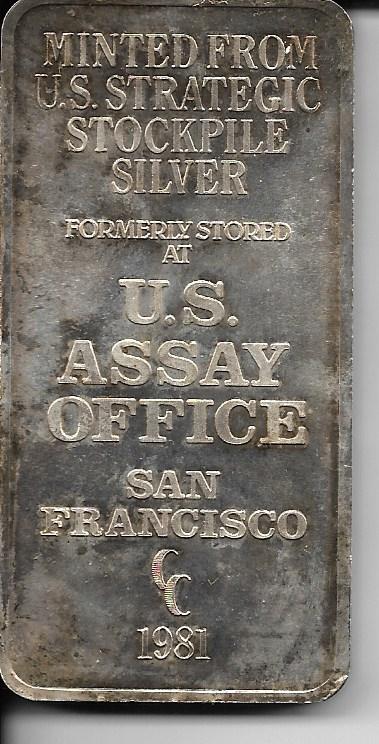 MINTED FROM
U.S. STRATEGIC
STOCKPILE
SILVER
FORMERLY STORED
AT
U.S.
ASSAY
OFFICE
SAN
FRANCISCO
CC
1981